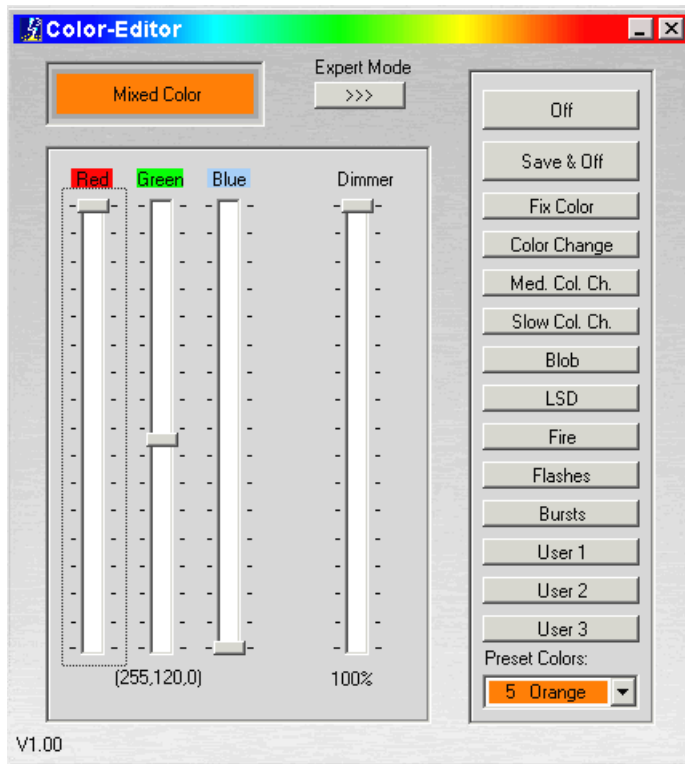 Color-Editor
Mixed Color
Expert Mode
>>>
Red Green Blue Dimmer
(255,120,0) 100%
Off
Save & Off
Fix Color
Color Change
Med. Col. Ch.
Slow Col. Ch.
Blob
LSD
Fire
Flashes
Bursts
User 1
User 2
User 3
Preset Colors:
5 Orange
V1.00